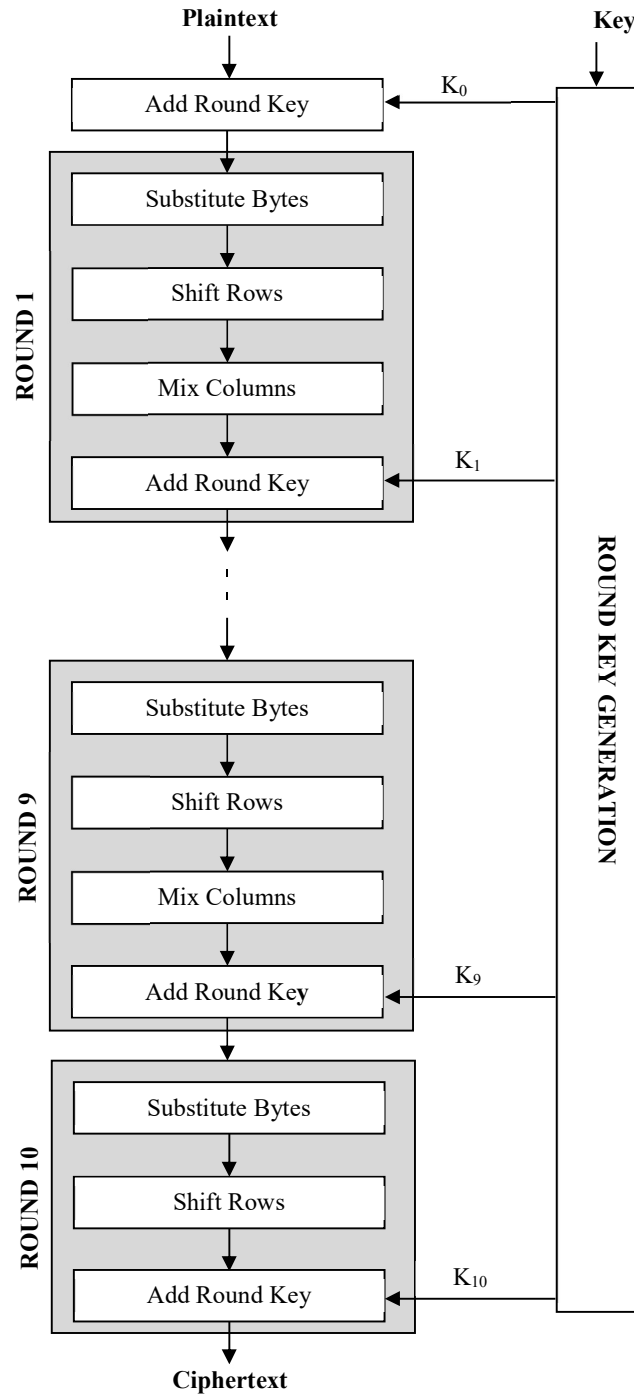 Plaintext
Key
Add Round Key
K₀
ROUND 1
Substitute Bytes
Shift Rows
Mix Columns
Add Round Key
K₁
ROUND KEY GENERATION
ROUND 9
Substitute Bytes
Shift Rows
Mix Columns
Add Round Key
K₉
ROUND 10
Substitute Bytes
Shift Rows
Add Round Key
K₁₀
Ciphertext